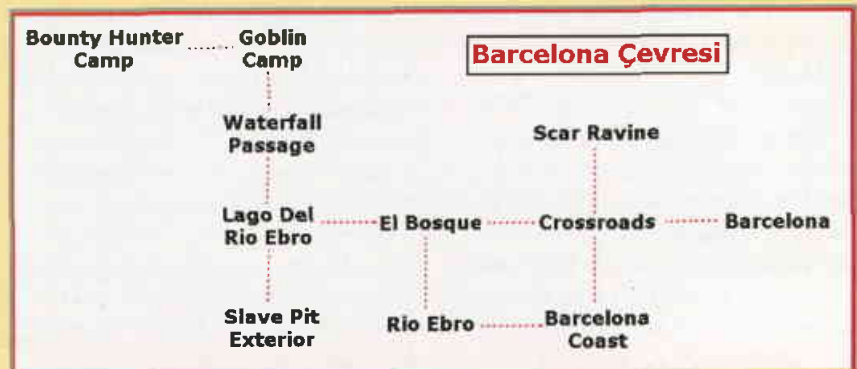 Bounty Hunter
Camp
Goblin
Camp
Barcelona Çevresi
Waterfall
Passage
Scar Ravine
Lago Del
Rio Ebro
El Bosque
Crossroads
Barcelona
Slave Pit
Exterior
Rio Ebro
Barcelona
Coast